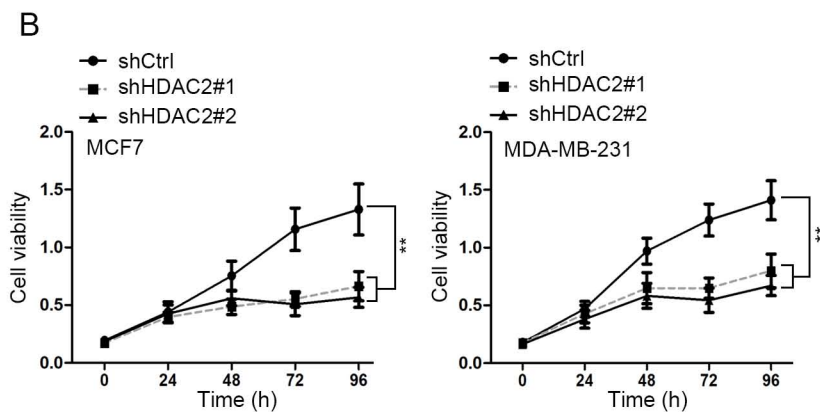 B
shCtrl
shHDAC2#1
shHDAC2#2
MCF7
Cell viability
2.0
1.5
1.0
0.5
0.0
**
0 24 48 72 96
Time (h)
shCtrl
shHDAC2#1
shHDAC2#2
MDA-MB-231
Cell viability
2.0
1.5
1.0
0.5
0.0
**
0 24 48 72 96
Time (h)